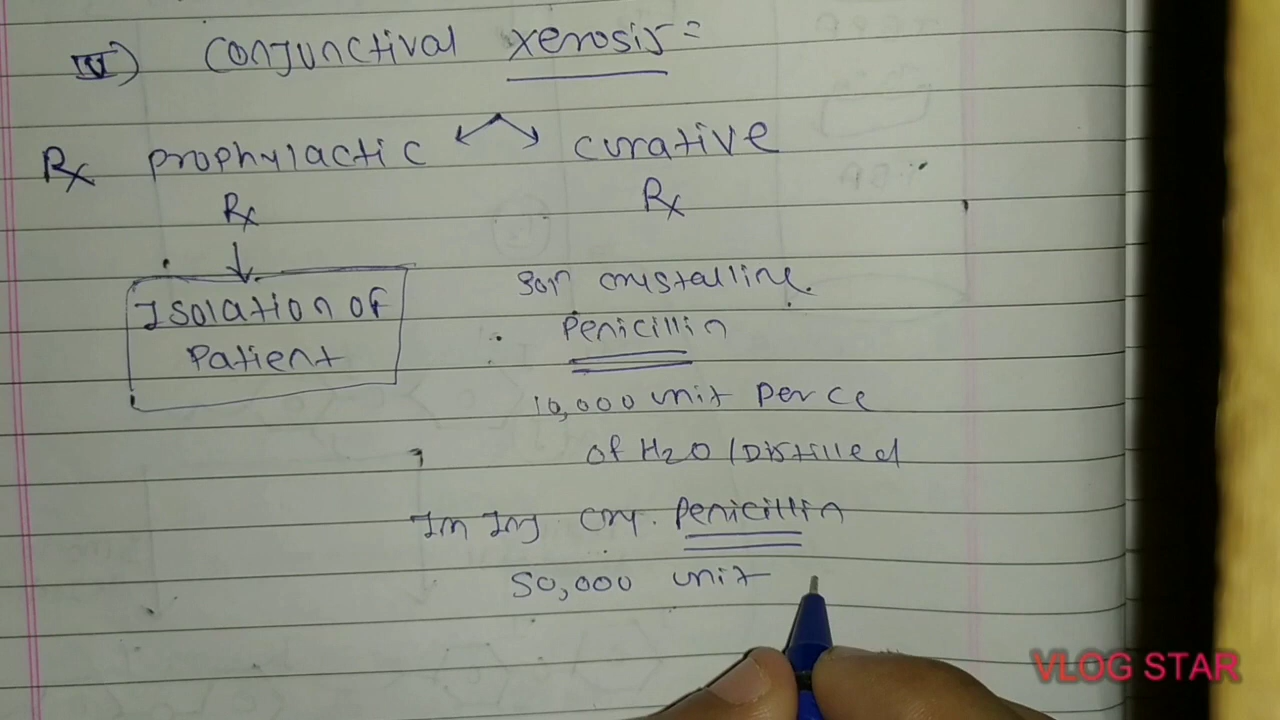 IV) Conjunctival xerosis =
Rx prophylactic curative
Rx Rx
Isolation of
Patient
Son crystalline
Penicillin
10,000 unit per cc
of H2O / Distilled
Im Inj cry. Penicillin
50,000 unit
VLOG STAR